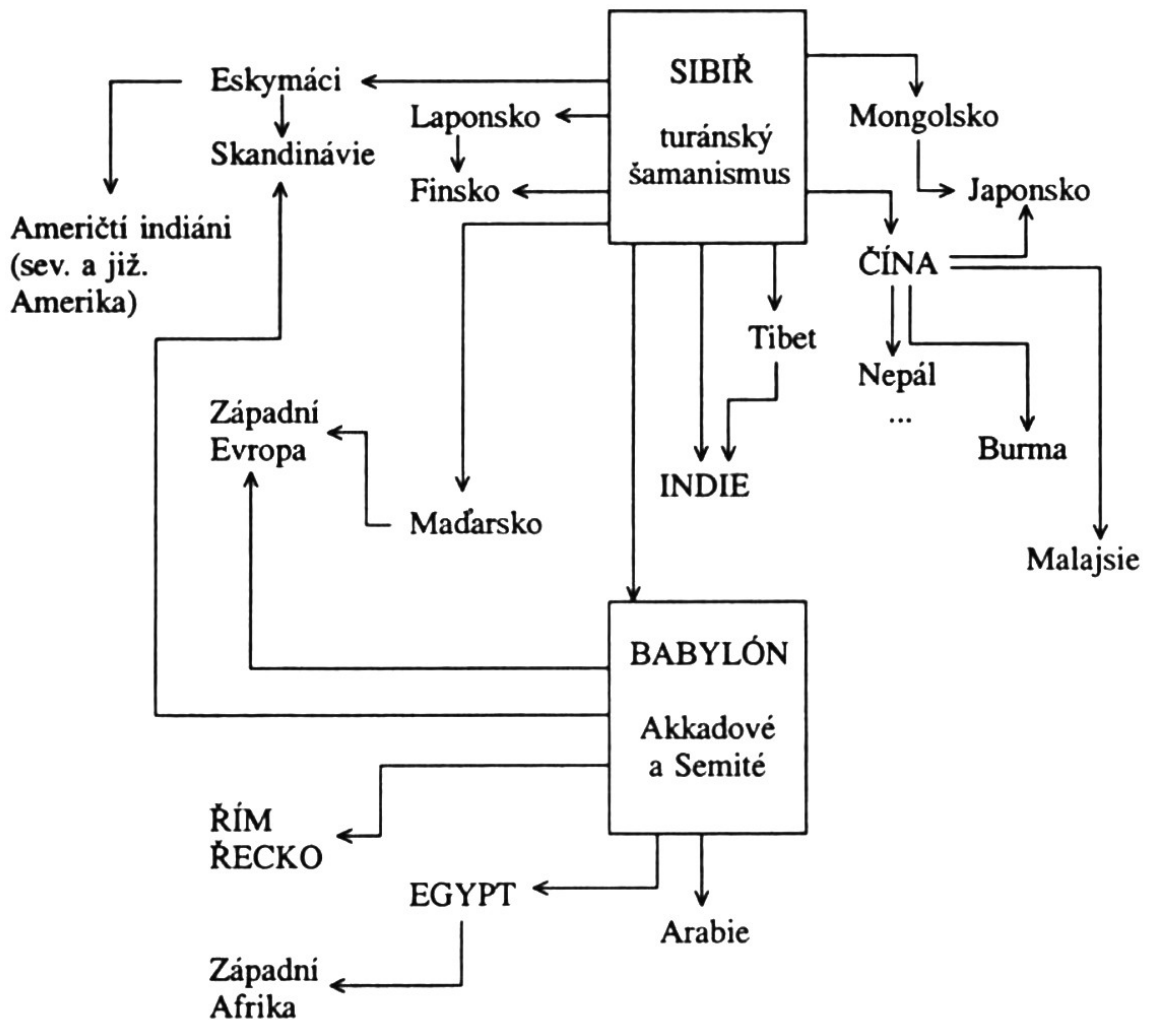 SIBIŘ
turánský
šamanismus
Eskymáci
Skandinávie
Laponsko
Finsko
Mongolsko
Japonsko
Američtí indiáni
(sev. a již.
Amerika)
ČÍNA
Tibet
Nepál
...
Burma
Západní
Evropa
INDIE
Maďarsko
Malajsie
BABYLÓN
Akkadové
a Semité
ŘÍM
ŘECKO
EGYPT
Arabie
Západní
Afrika